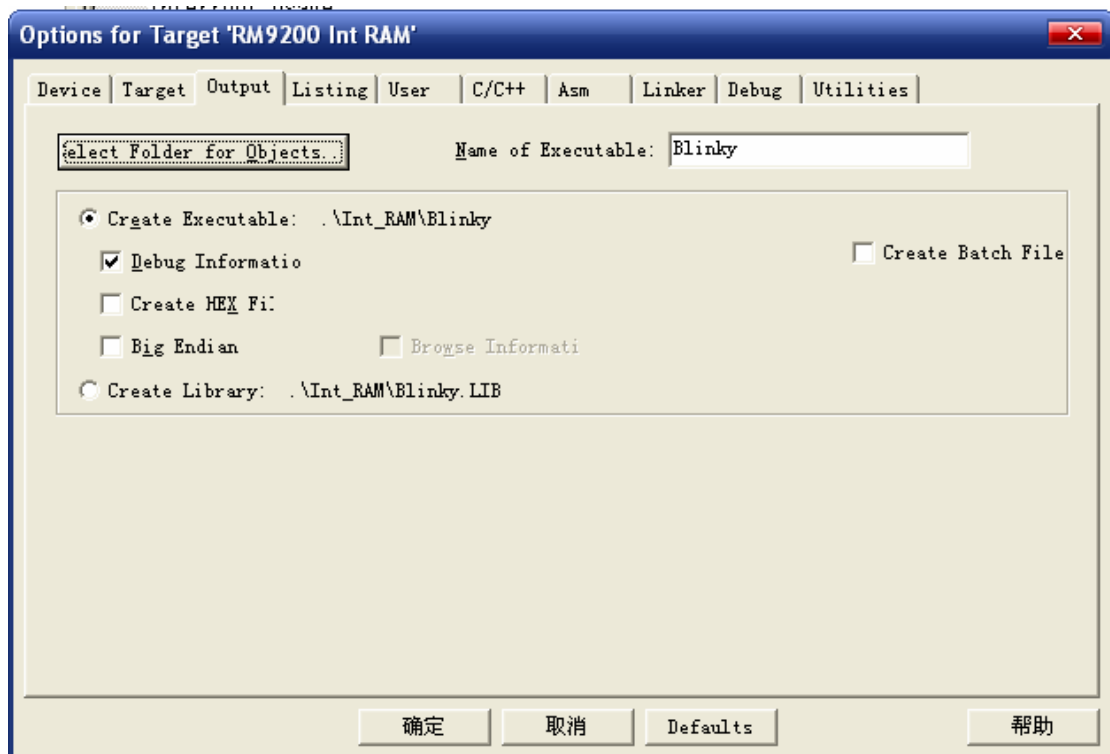 Options for Target 'RM9200 Int RAM'
Device Target Output Listing User C/C++ Asm Linker Debug Utilities
elect Folder for Objects.. Name of Executable: Blinky
Create Executable: .\Int_RAM\Blinky
Debug Informatio Create Batch File
Create HEX Fi
Big Endian Browse Informati
Create Library: .\Int_RAM\Blinky.LIB
确定 取消 Defaults 帮助